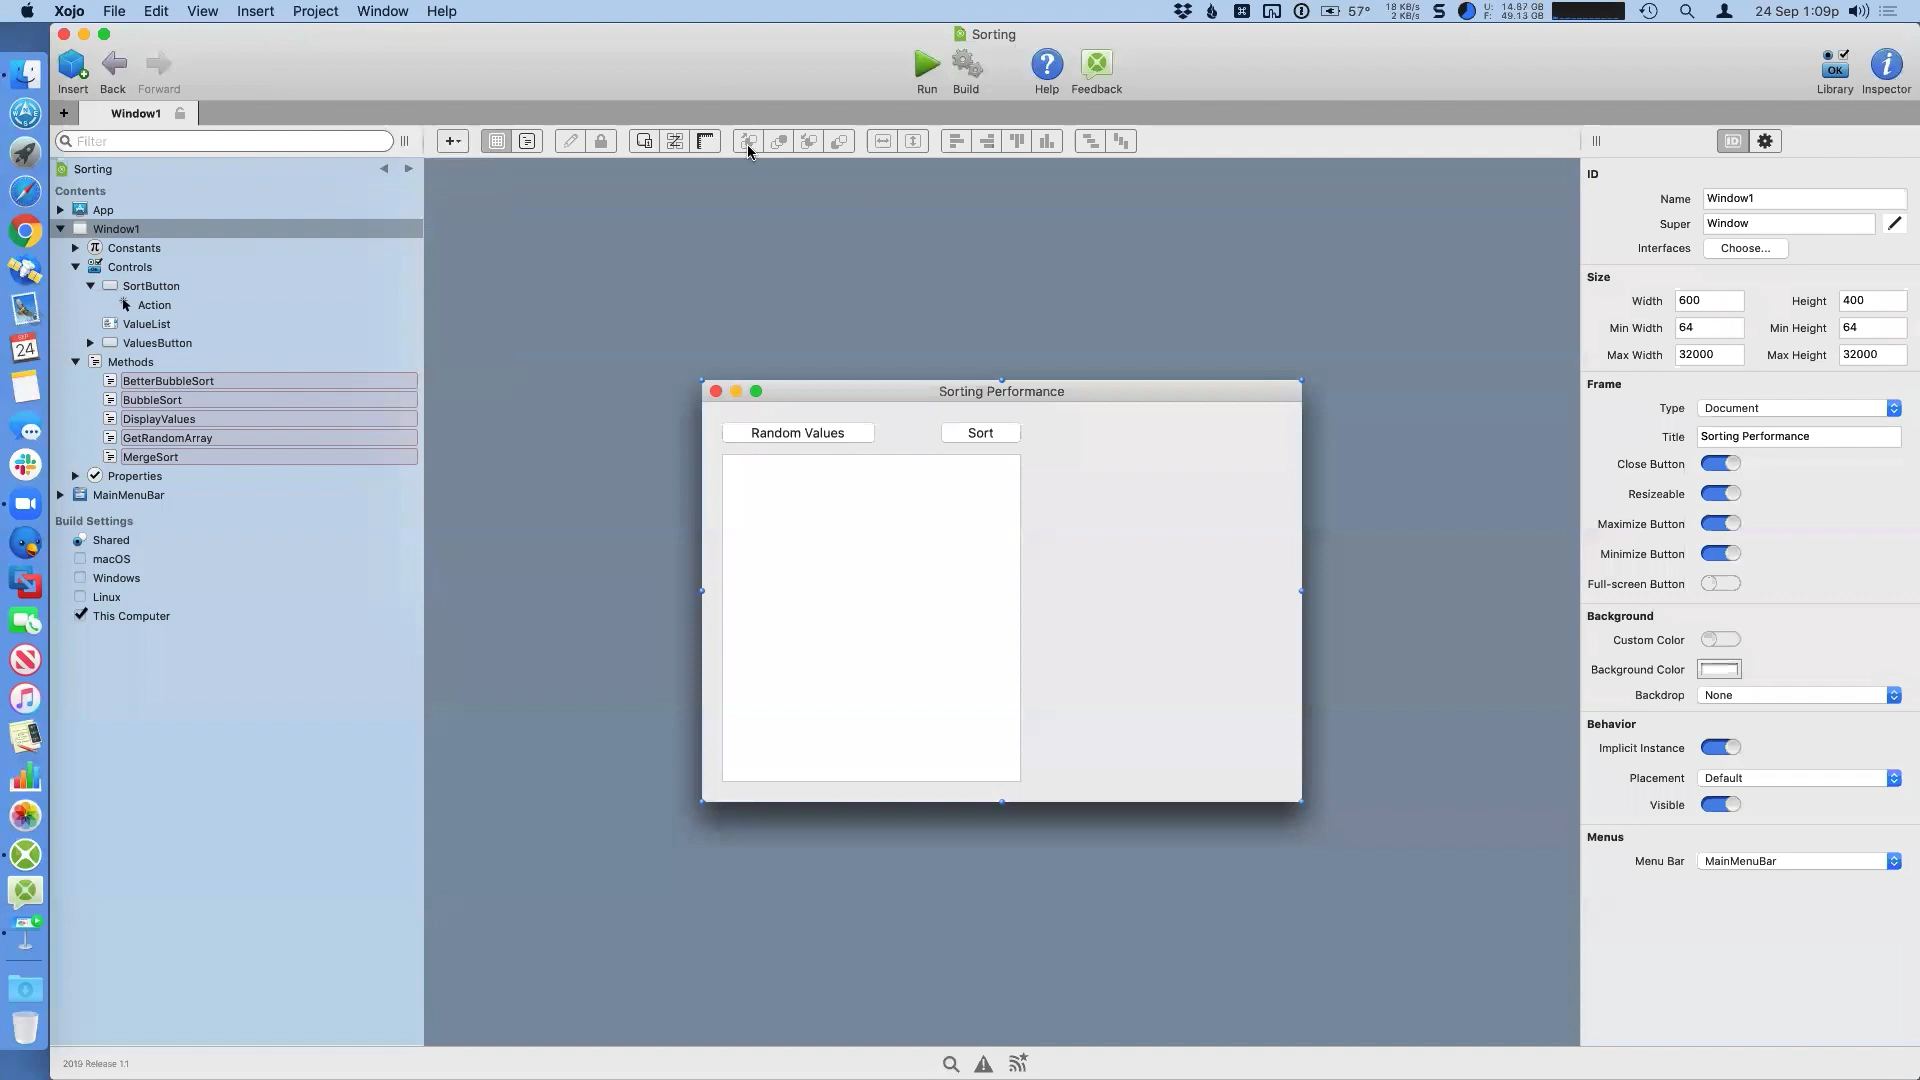 Xojo File Edit View Insert Project Window Help
57° 18 KB/s 2 KB/s U: 14.87 GB F: 49.13 GB 24 Sep 1:09p
Sorting
Insert Back Forward Run Build Help Feedback Library Inspector
OK
+ Window1
Filter
Sorting
Contents
App
Window1
Constants
Controls
SortButton
Action
ValueList
ValuesButton
Methods
BetterBubbleSort
BubbleSort
DisplayValues
GetRandomArray
MergeSort
Properties
MainMenuBar
Build Settings
Shared
macOS
Windows
Linux
This Computer
2019 Release 1.1
Sorting Performance
Random Values Sort
ID
ID
Name Window1
Super Window
Interfaces Choose...
Size
Width 600 Height 400
Min Width 64 Min Height 64
Max Width 32000 Max Height 32000
Frame
Type Document
Title Sorting Performance
Close Button
Resizeable
Maximize Button
Minimize Button
Full-screen Button
Background
Custom Color
Background Color
Backdrop None
Behavior
Implicit Instance
Placement Default
Visible
Menus
Menu Bar MainMenuBar
SEP
24